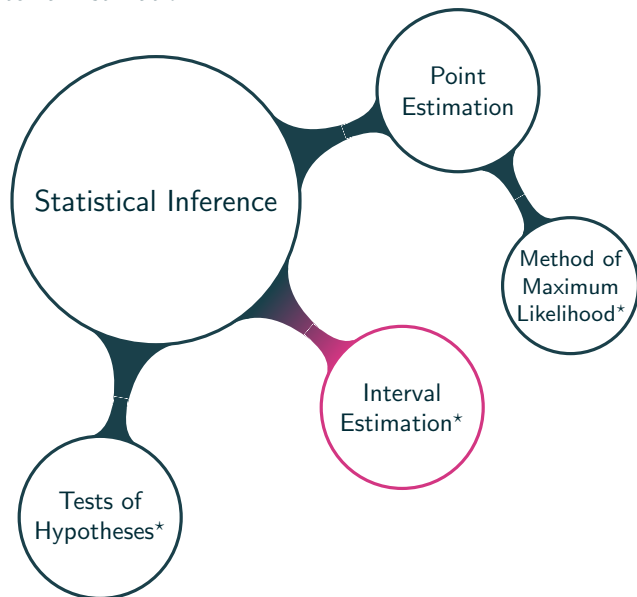 Point
Estimation
Statistical Inference
Method of
Maximum
Likelihood*
Interval
Estimation*
Tests of
Hypotheses*